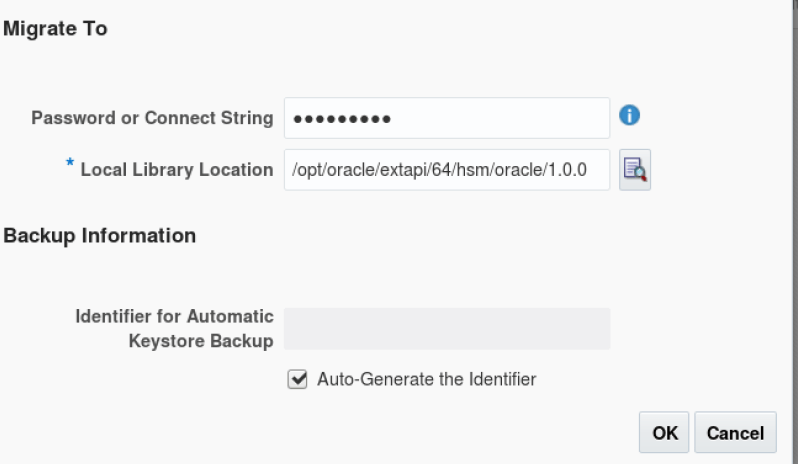 Migrate To
Password or Connect String •••••••••
* Local Library Location /opt/oracle/extapi/64/hsm/oracle/1.0.0
Backup Information
Identifier for Automatic
Keystore Backup
Auto-Generate the Identifier
OK Cancel